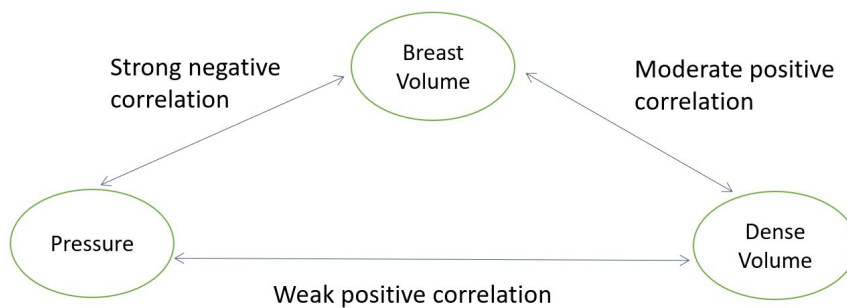 Strong negative
correlation
Breast
Volume
Moderate positive
correlation
Pressure
Dense
Volume
Weak positive correlation